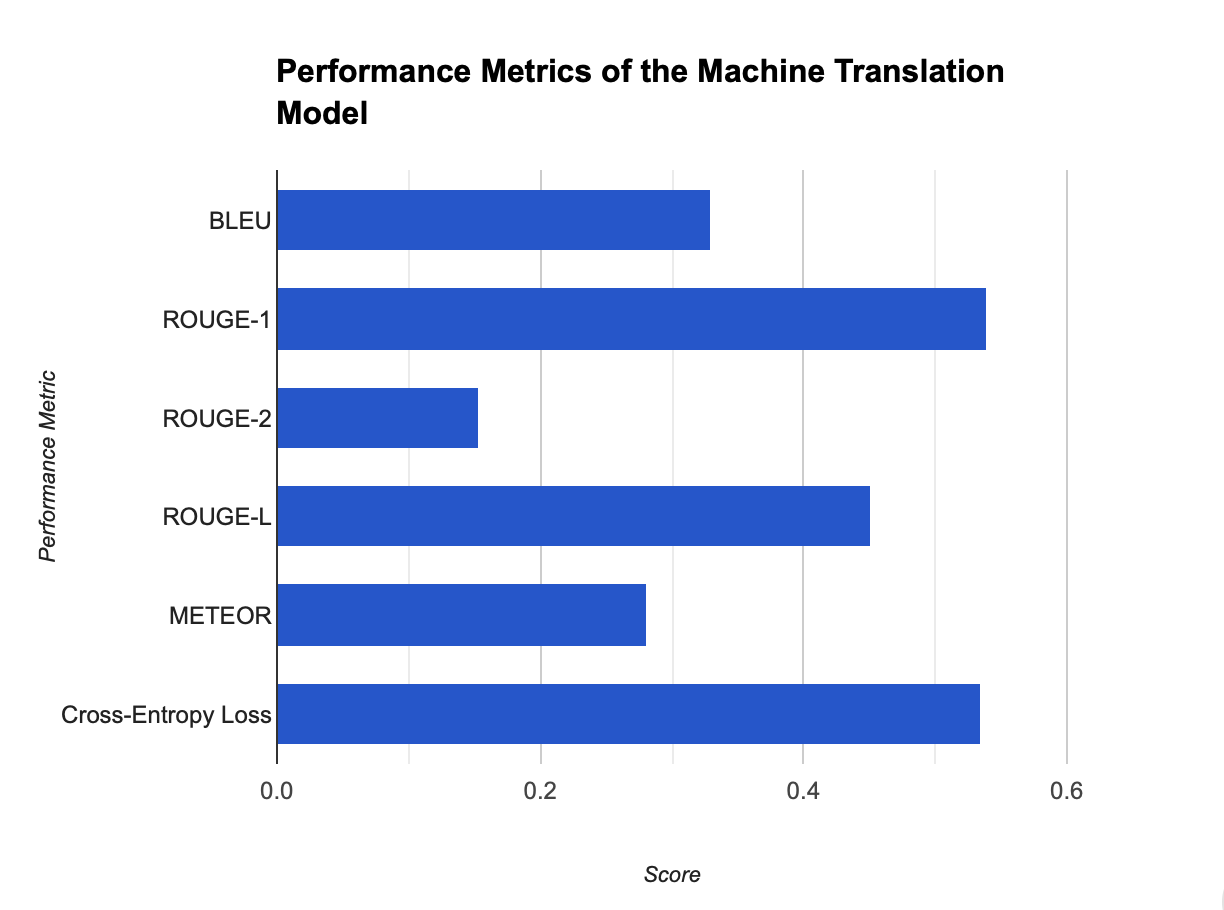 Performance Metrics of the Machine Translation
Model
BLEU
ROUGE-1
ROUGE-2
ROUGE-L
METEOR
Cross-Entropy Loss
Performance Metric
0.0 0.2 0.4 0.6
Score